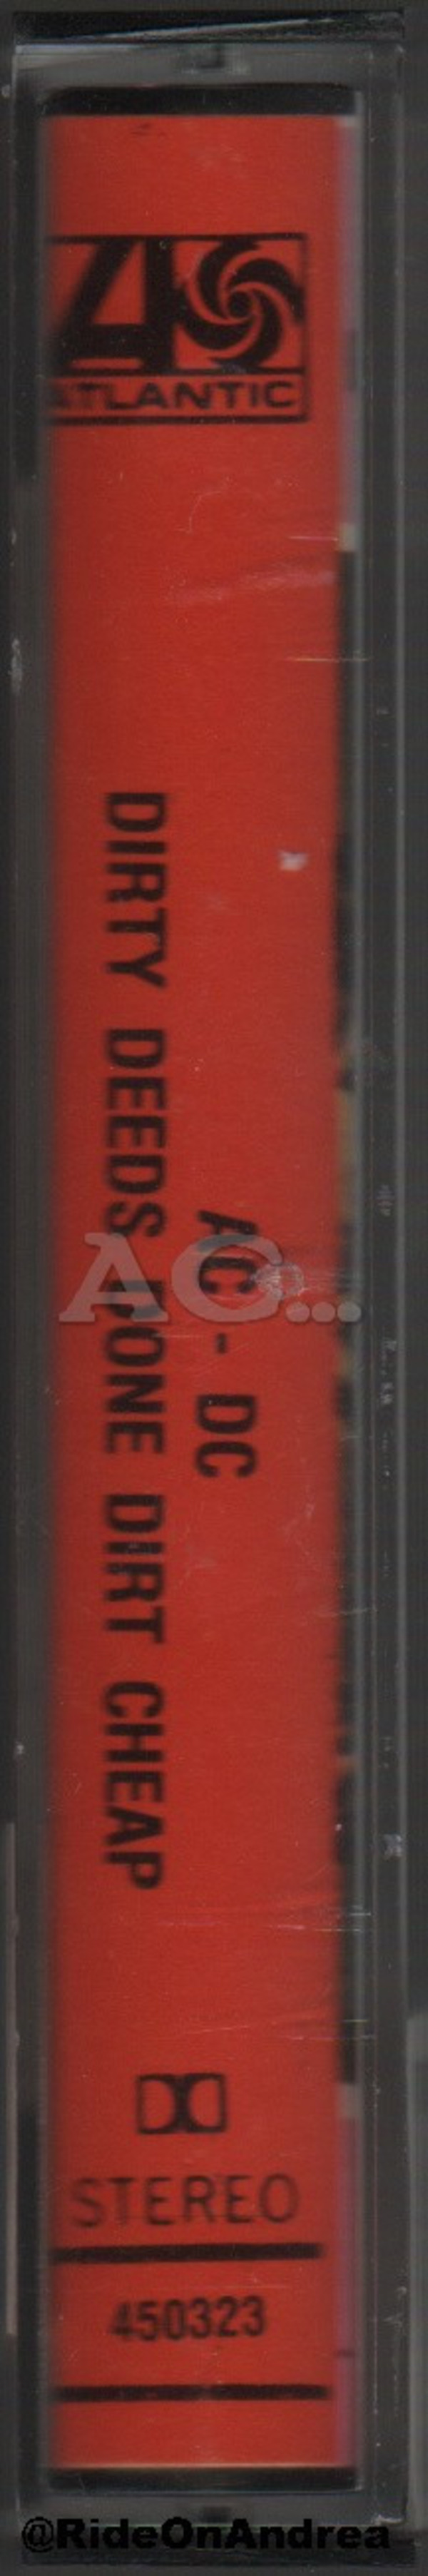 ATLANTIC
AC - DC
DIRTY DEEDS DONE DIRT CHEAP
AC...
STEREO
450323
@RideOnAndrea